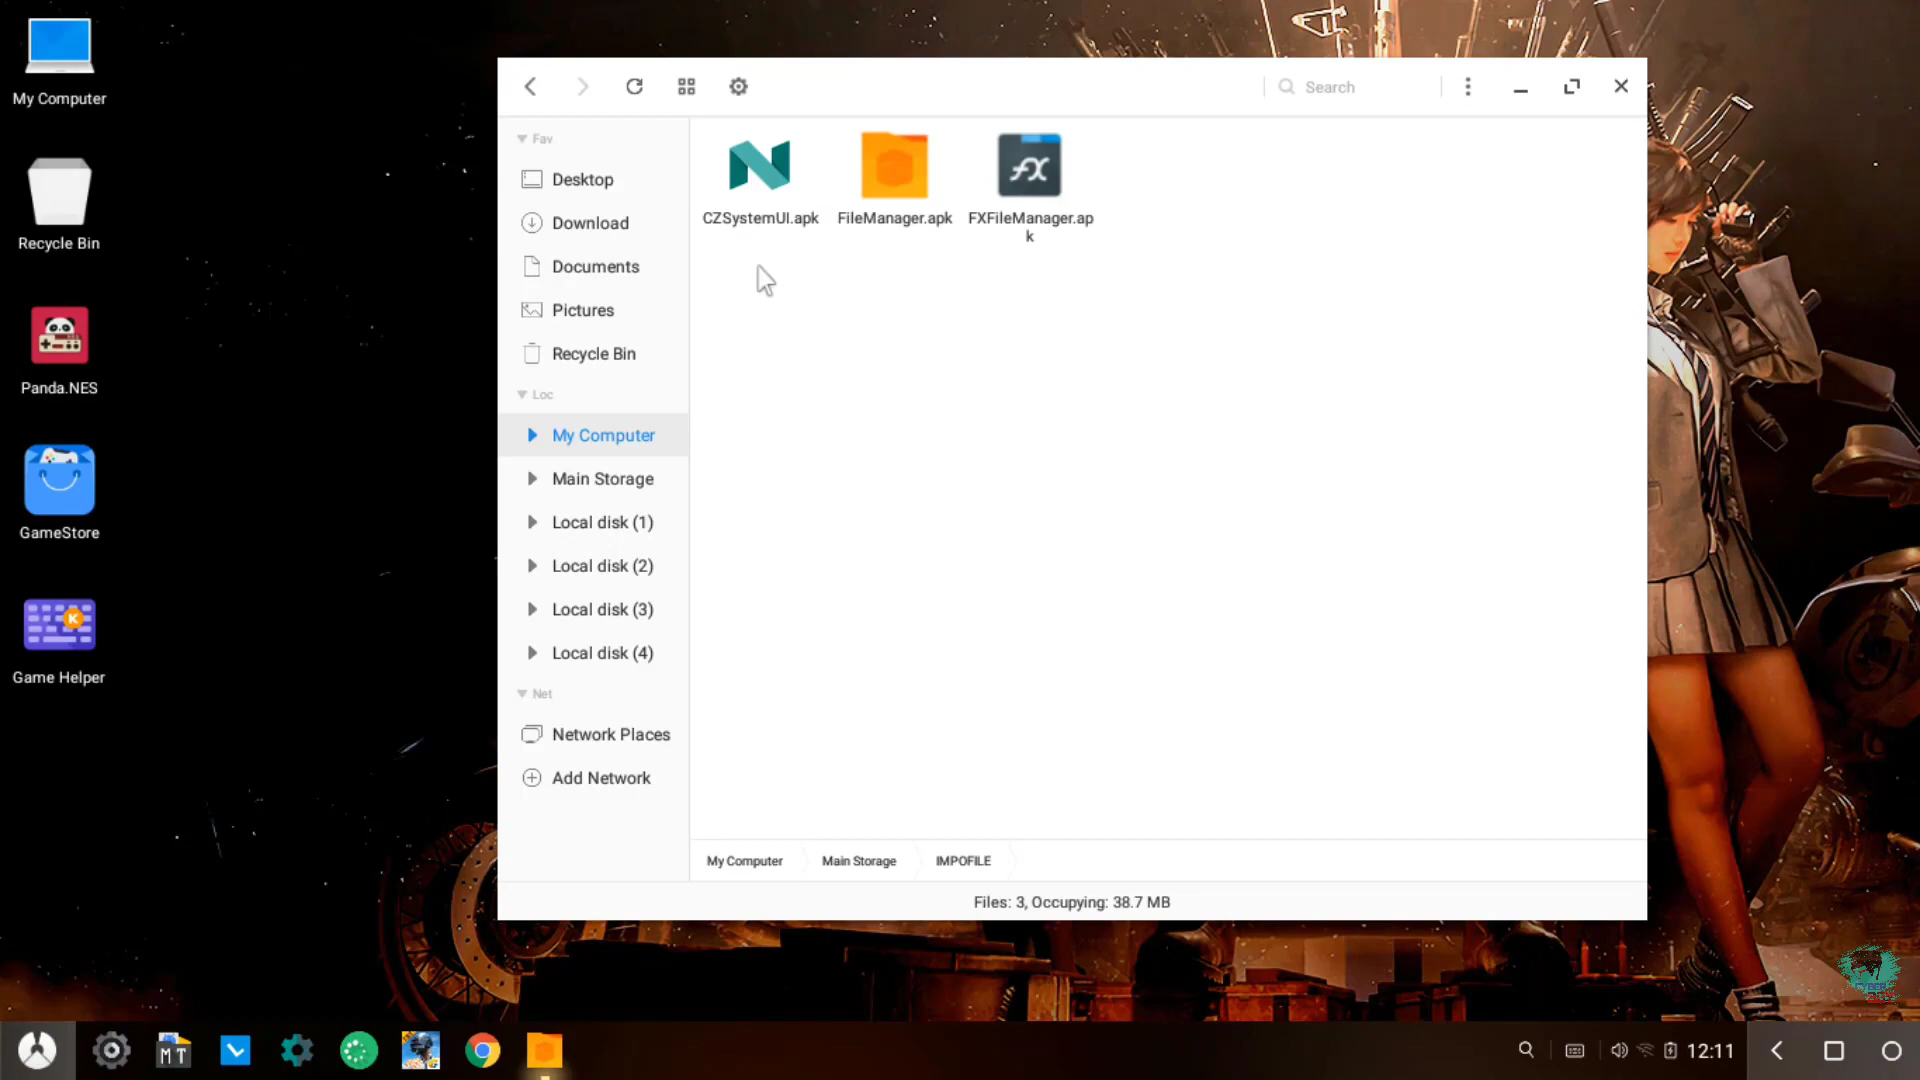 My Computer
Recycle Bin
Panda.NES
GameStore
Game Helper
Search
Fav
Desktop
Download
Documents
Pictures
Recycle Bin
Loc
My Computer
Main Storage
Local disk (1)
Local disk (2)
Local disk (3)
Local disk (4)
Net
Network Places
Add Network
CZSystemUI.apk
FileManager.apk
FXFileManager.ap
k
fX
My Computer
Main Storage
IMPOFILE
Files: 3, Occupying: 38.7 MB
K
MT
12:11
CYBER